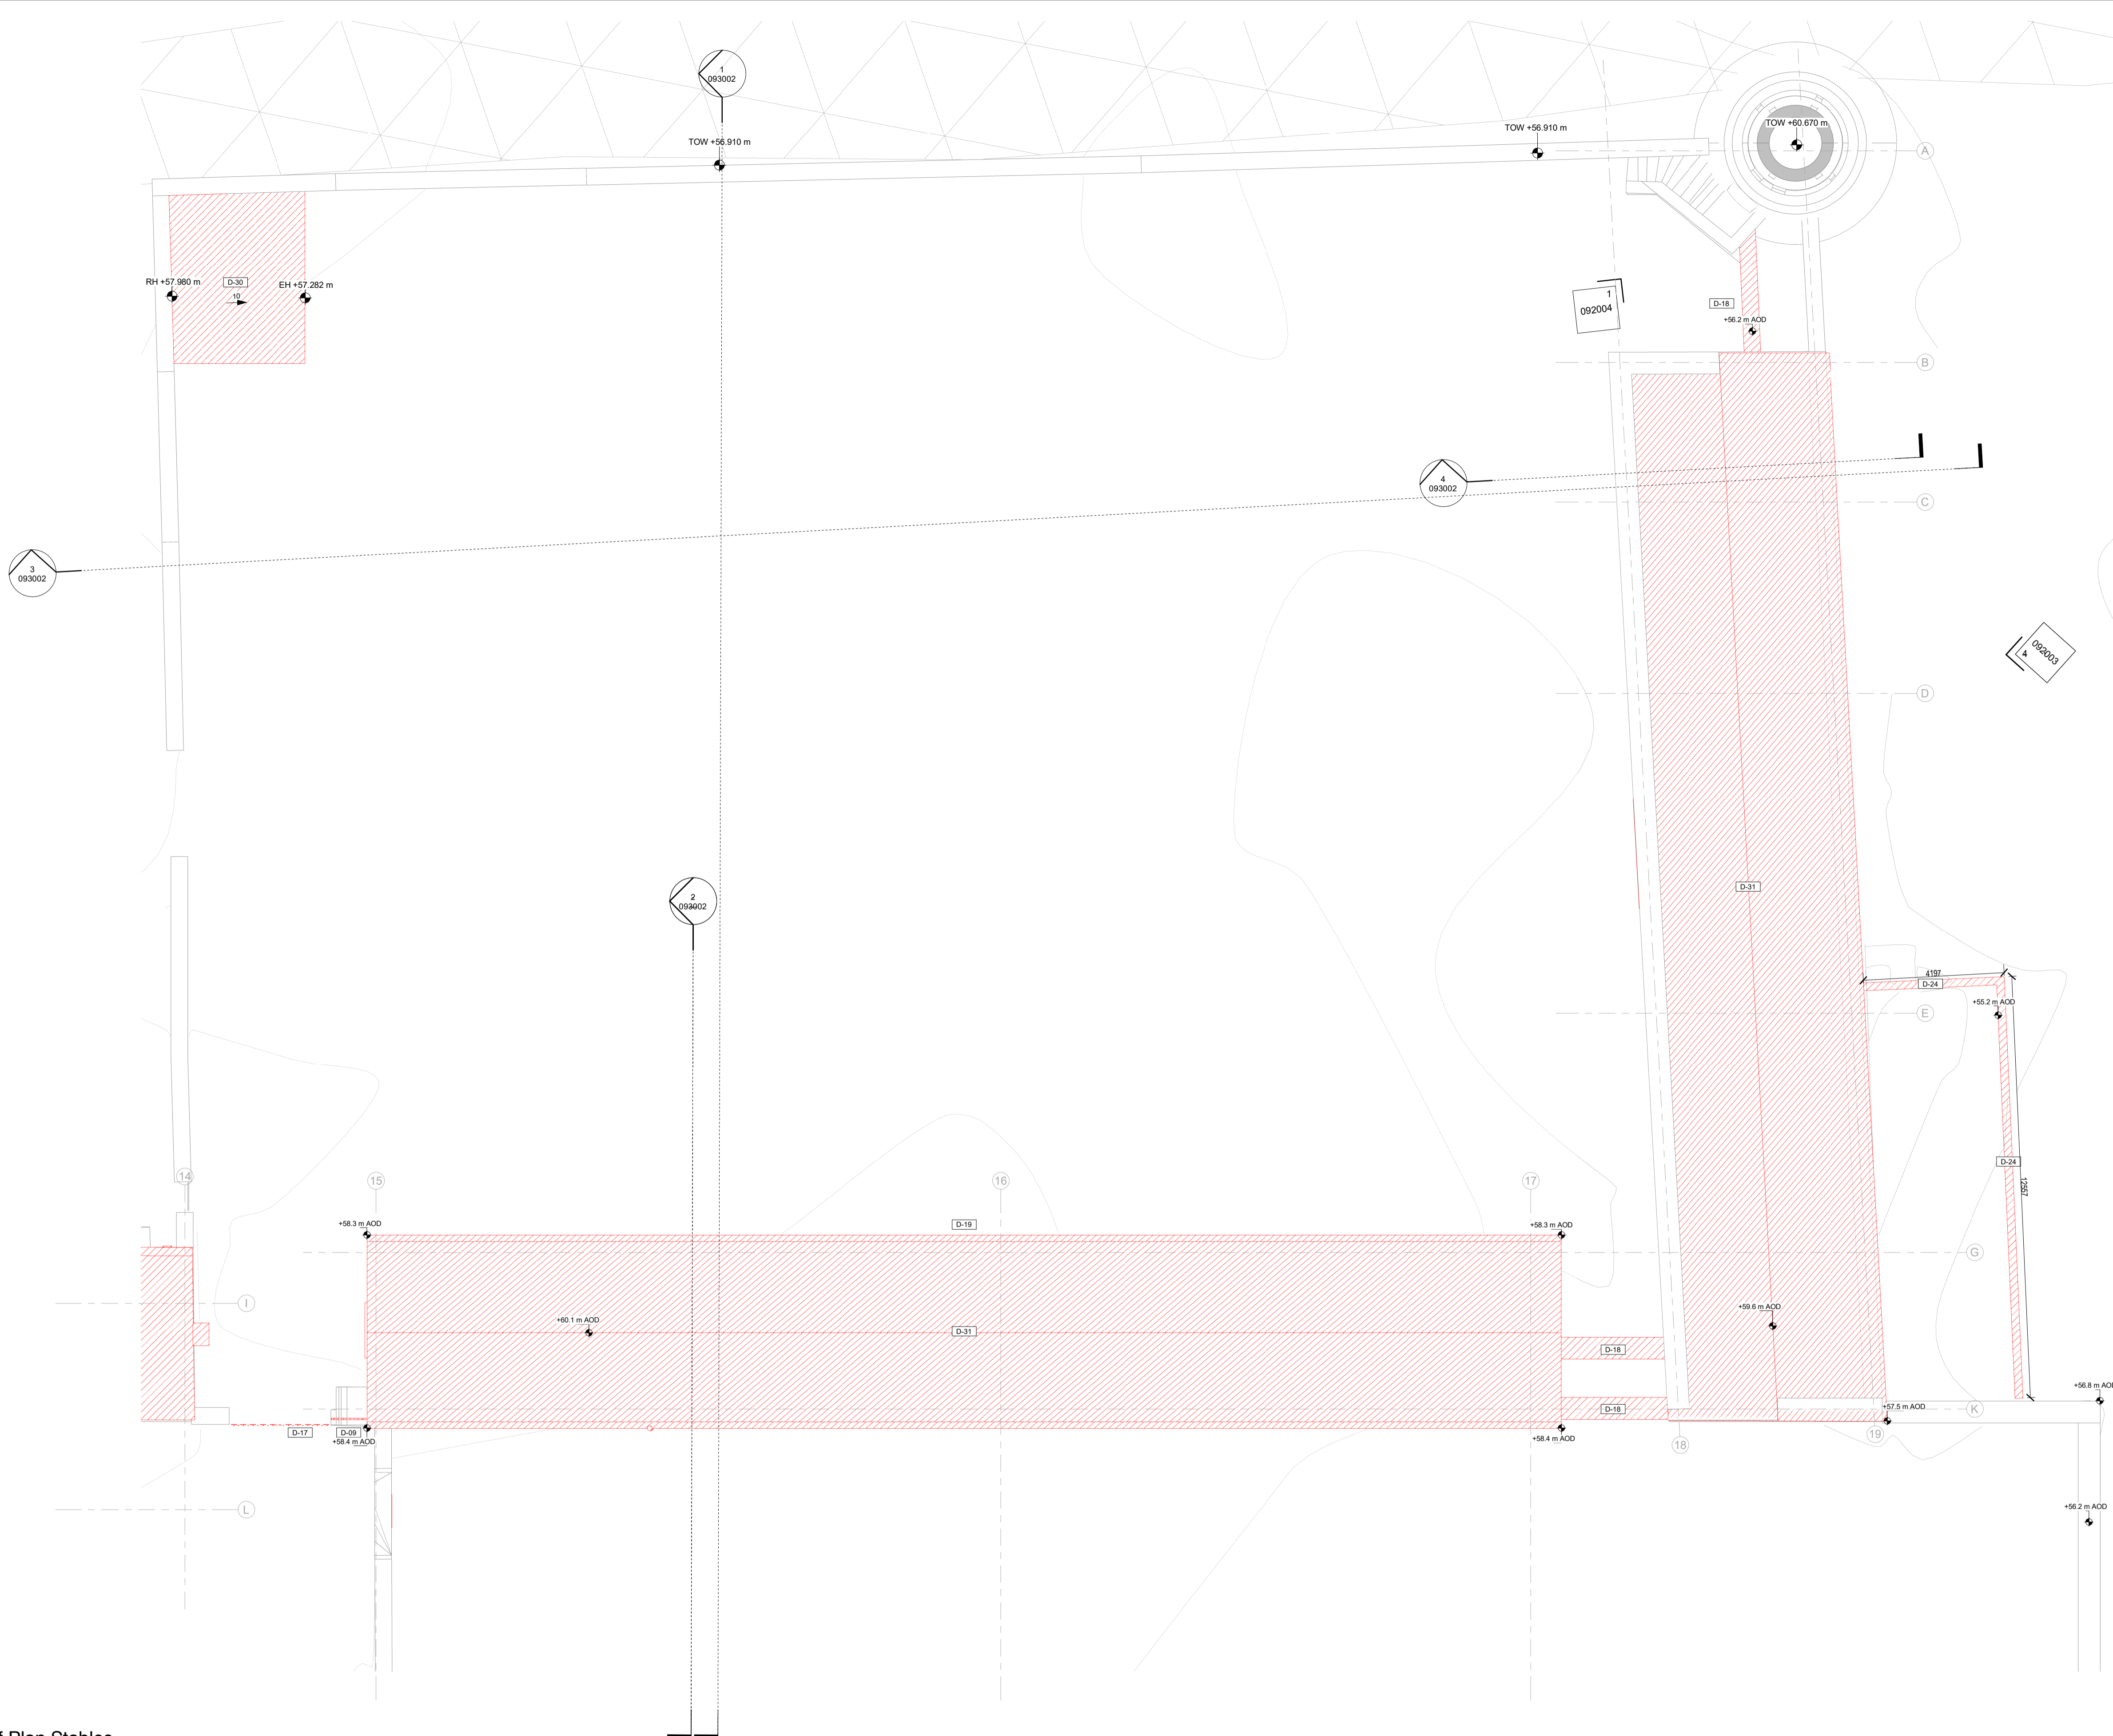 1
093002
TOW +56.910 m
TOW +56.910 m
TOW +60.670 m
A
RH +57.980 m
D-30
10
EH +57.282 m
1
092004
D-18
+56.2 m AOD
B
4
093002
C
3
093002
092003
4
D
D-31
2
093002
4197
D-24
+55.2 m AOD
E
D-24
12557
14
15
16
17
+58.3 m AOD
D-19
+58.3 m AOD
G
I
+60.1 m AOD
D-31
+59.6 m AOD
D-18
+56.8 m AOD
D-18
K
+57.5 m AOD
D-17
D-09
+58.4 m AOD
+58.4 m AOD
18
19
L
+56.2 m AOD
Plan Stables